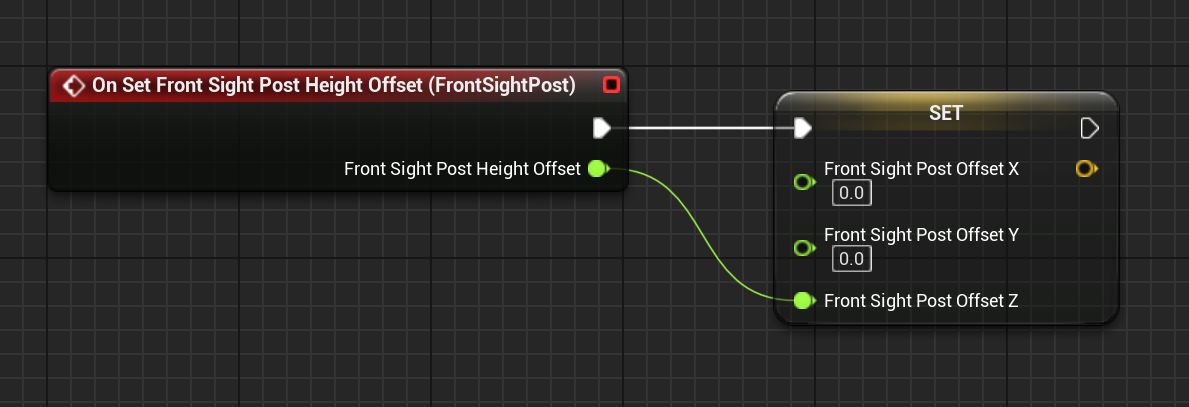 On Set Front Sight Post Height Offset (FrontSightPost)
Front Sight Post Height Offset
SET
Front Sight Post Offset X
0.0
Front Sight Post Offset Y
0.0
Front Sight Post Offset Z